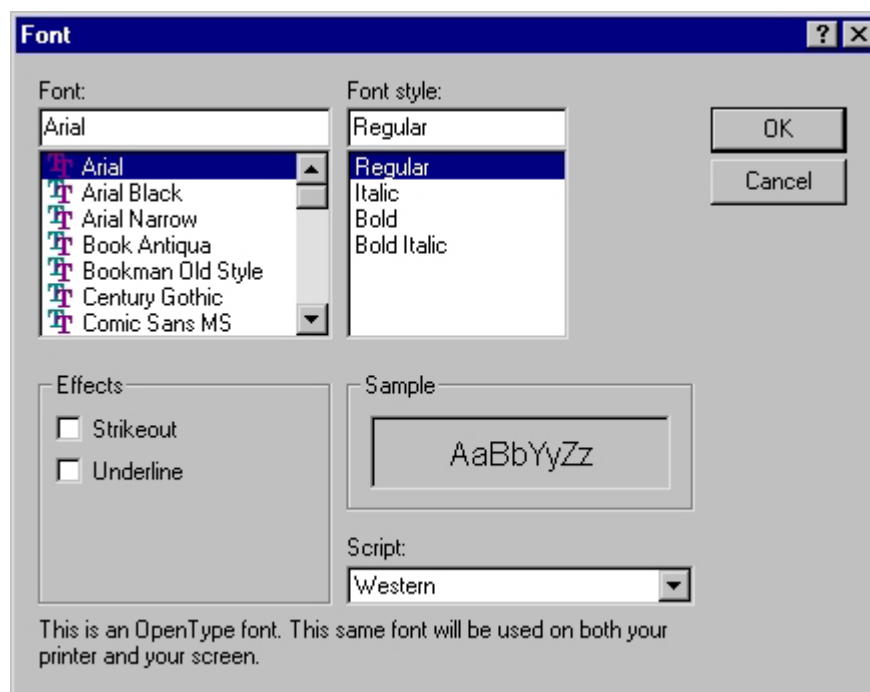 Font
Font:
Arial
Arial
Arial Black
Arial Narrow
Book Antiqua
Bookman Old Style
Century Gothic
Comic Sans MS
Font style:
Regular
Regular
Italic
Bold
Bold Italic
OK
Cancel
Effects
Strikeout
Underline
Sample
AaBbYyZz
Script:
Western
This is an OpenType font. This same font will be used on both your
printer and your screen.